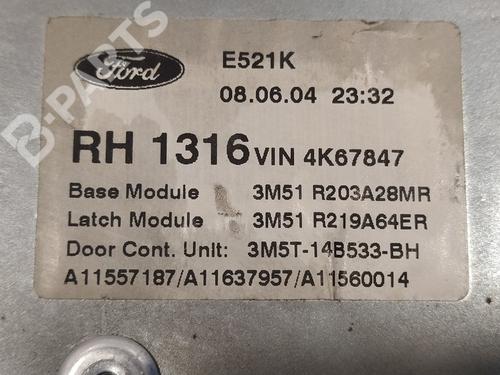 Ford
E521K
08.06.04 23:32
RH 1316 VIN 4K67847
Base Module 3M51 R203A28MR
Latch Module 3M51 R219A64ER
Door Cont. Unit: 3M5T-14B533-BH
A11557187/A11637957/A11560014
B-PARTS